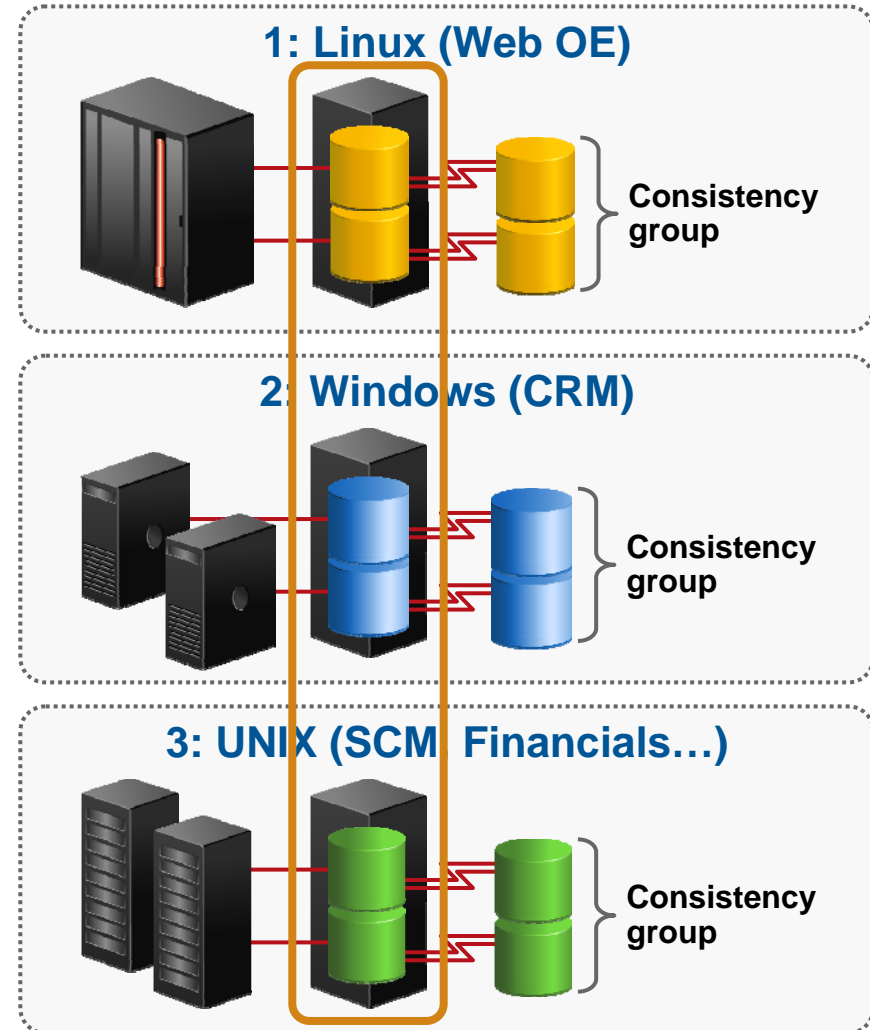 1: Linux (Web OE)
Consistency
group
2: Windows (CRM)
Consistency
group
3: UNIX (SCM, Financials…)
Consistency
group